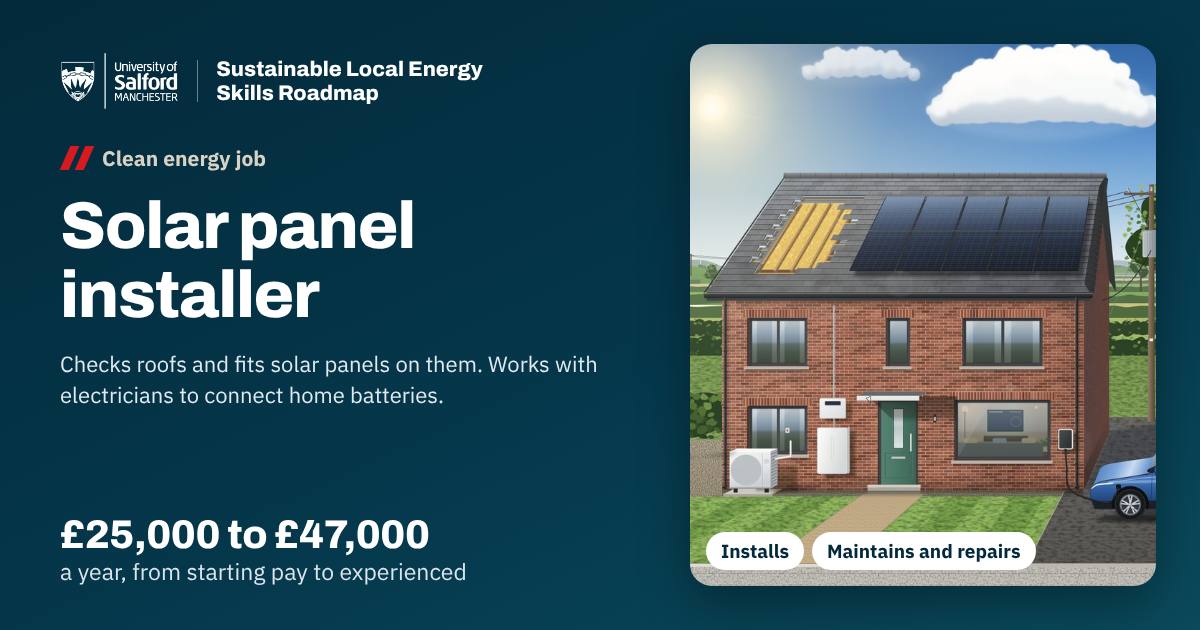 University of
Salford
MANCHESTER
Sustainable Local Energy
Skills Roadmap
Clean energy job
Solar panel
installer
Checks roofs and fits solar panels on them. Works with
electricians to connect home batteries.
£25,000 to £47,000
a year, from starting pay to experienced
Installs
Maintains and repairs